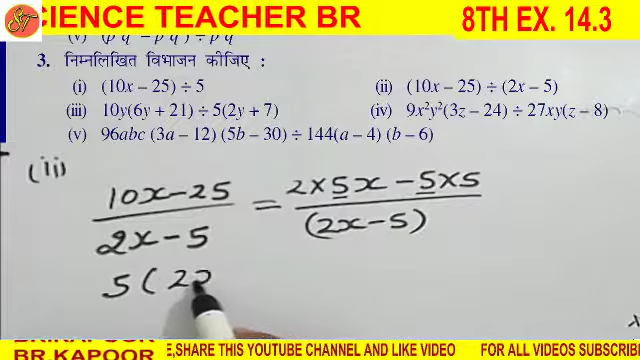 ST
SCIENCE TEACHER BR
8TH EX. 14.3
3. निम्नलिखित विभाजन कीजिए :
(i) (10x – 25) ÷ 5
(ii) (10x – 25) ÷ (2x – 5)
(iii) 10y(6y + 21) ÷ 5(2y + 7)
(iv) 9x²y²(3z – 24) ÷ 27xy(z – 8)
(v) 96abc (3a – 12) (5b – 30) ÷ 144(a – 4) (b – 6)
(ii)
10x-25 = 2×5x - 5×5
2x-5 (2x-5)
5(2
BR KAPOOR
E,SHARE THIS YOUTUBE CHANNEL AND LIKE VIDEO FOR ALL VIDEOS SUBSCRIB